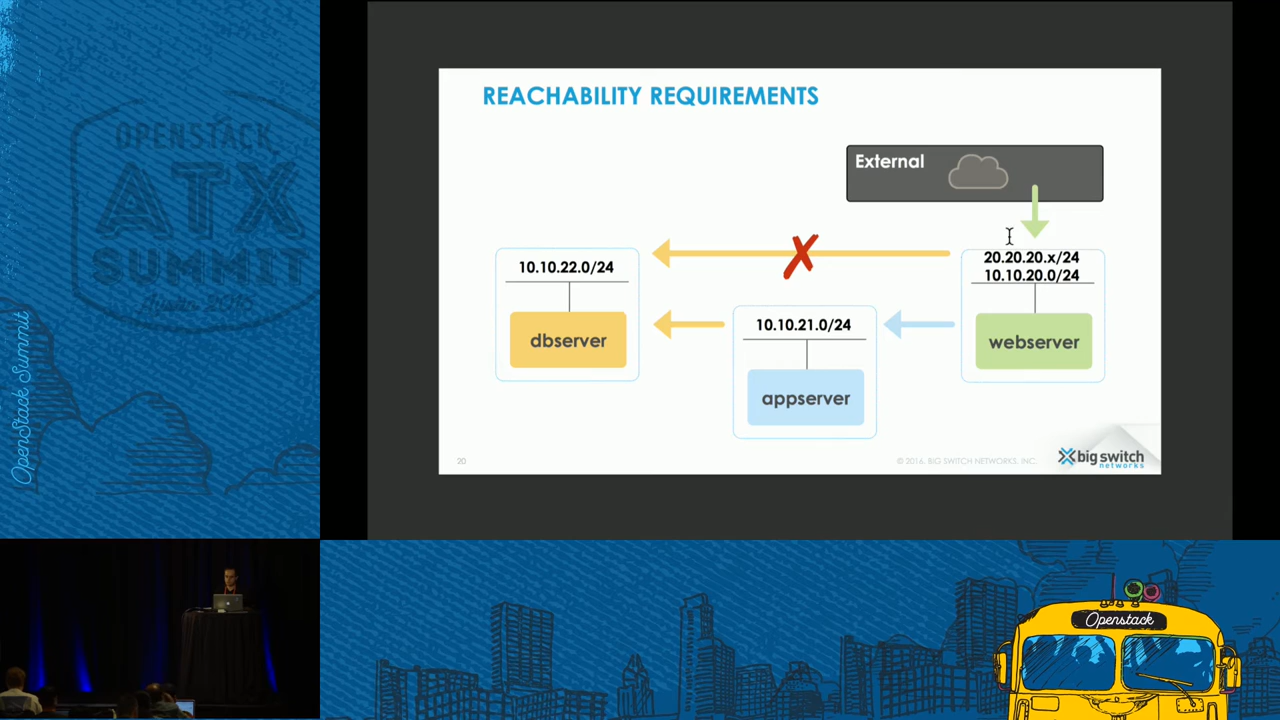 OPENSTACK
ATX
SUMMIT
Austin 2016
OpenStack Summit
REACHABILITY REQUIREMENTS
External
20.20.20.x/24
10.10.20.0/24
webserver
10.10.22.0/24
dbserver
10.10.21.0/24
appserver
20
© 2016, BIG SWITCH NETWORKS, INC.
big switch
networks
Openstack